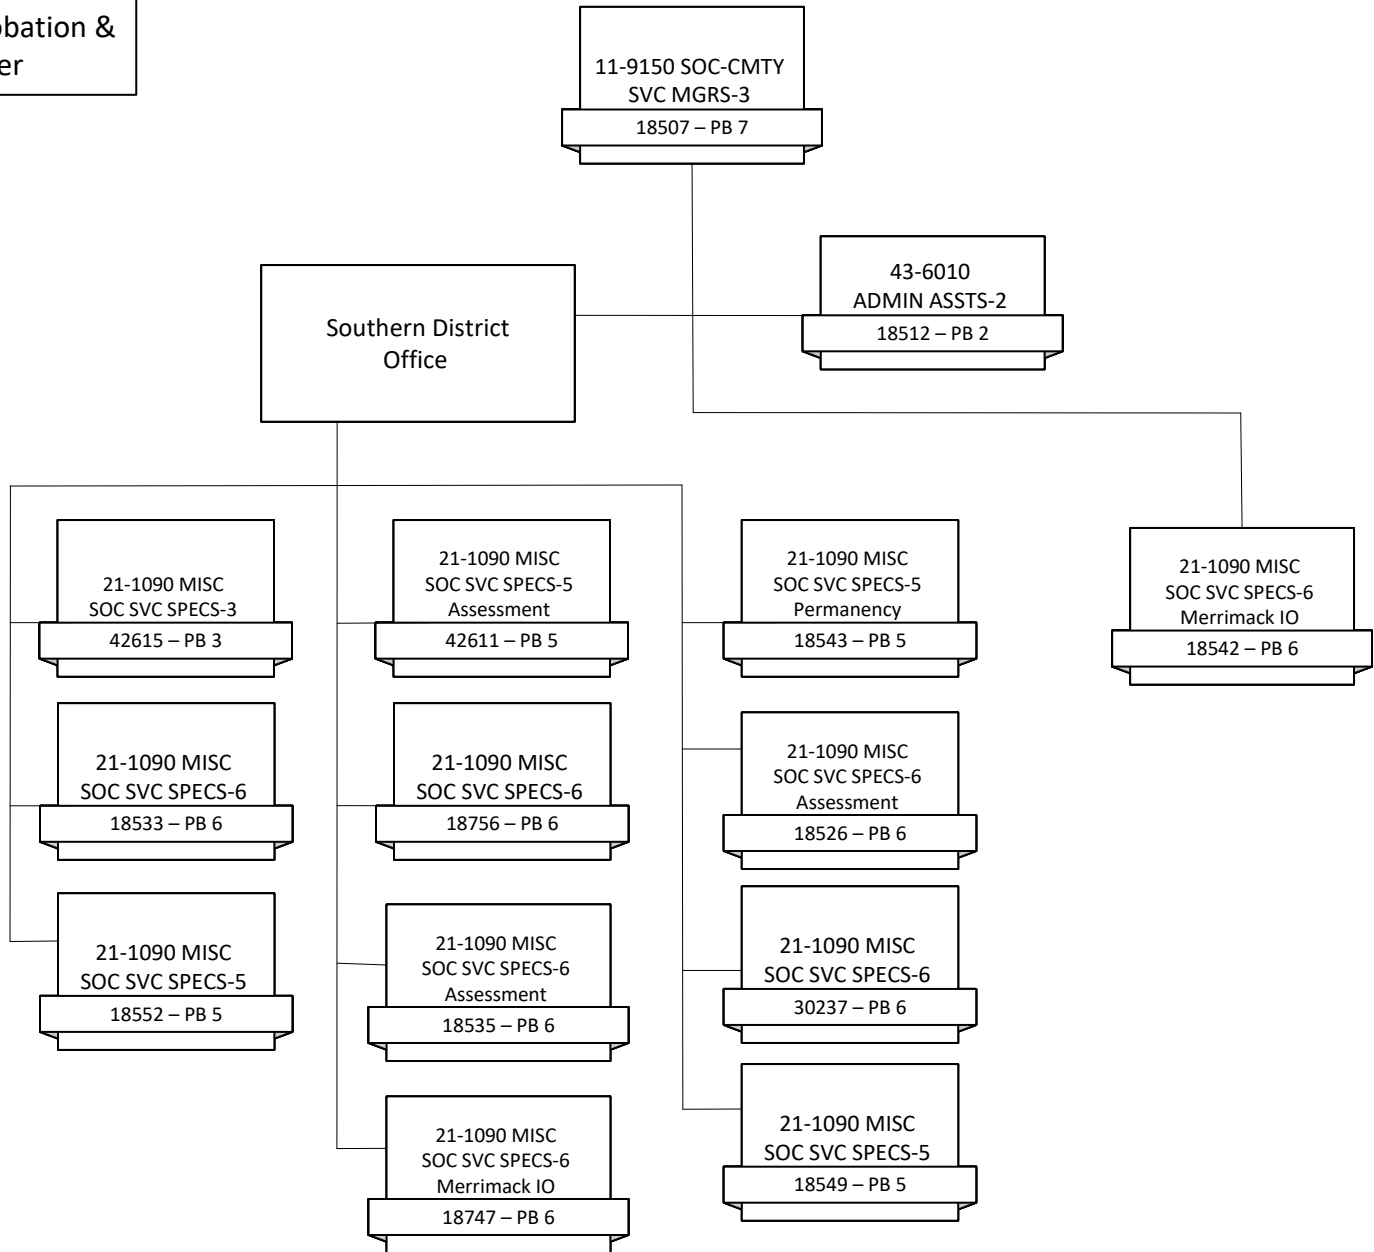 &
11-9150 SOC-CMTY
SVC MGRS-3
18507 – PB 7
43-6010
ADMIN ASSTS-2
18512 – PB 2
Southern District
Office
21-1090 MISC
SOC SVC SPECS-3
42615 – PB 3
21-1090 MISC
SOC SVC SPECS-5
Assessment
42611 – PB 5
21-1090 MISC
SOC SVC SPECS-5
Permanency
18543 – PB 5
21-1090 MISC
SOC SVC SPECS-6
Merrimack IO
18542 – PB 6
21-1090 MISC
SOC SVC SPECS-6
18533 – PB 6
21-1090 MISC
SOC SVC SPECS-6
18756 – PB 6
21-1090 MISC
SOC SVC SPECS-6
Assessment
18526 – PB 6
21-1090 MISC
SOC SVC SPECS-5
18552 – PB 5
21-1090 MISC
SOC SVC SPECS-6
Assessment
18535 – PB 6
21-1090 MISC
SOC SVC SPECS-6
30237 – PB 6
21-1090 MISC
SOC SVC SPECS-6
Merrimack IO
18747 – PB 6
21-1090 MISC
SOC SVC SPECS-5
18549 – PB 5